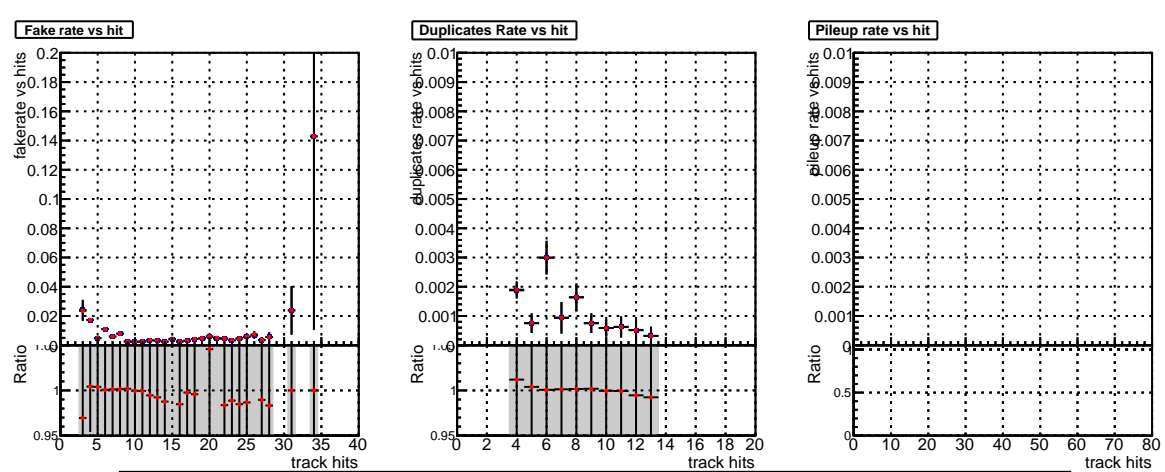 Fake rate vs hit
fakerate vs hits
0.2
0.18
0.16
0.14
0.12
0.1
0.08
0.06
0.04
0.02
Ratio
1
0.95
0 5 10 15 20 25 30 35 40
track hits
Duplicates Rate vs hit
duplicates rate vs hits
0.01
0.009
0.008
0.007
0.006
0.005
0.004
0.003
0.002
0.001
0
Ratio
1
0.95
0 2 4 6 8 10 12 14 16 18 20
track hits
Pileup rate vs hit
pileup rate vs hits
0.01
0.009
0.008
0.007
0.006
0.005
0.004
0.003
0.002
0.001
0
Ratio
1
0.5
0
0 10 20 30 40 50 60 70 80
track hits